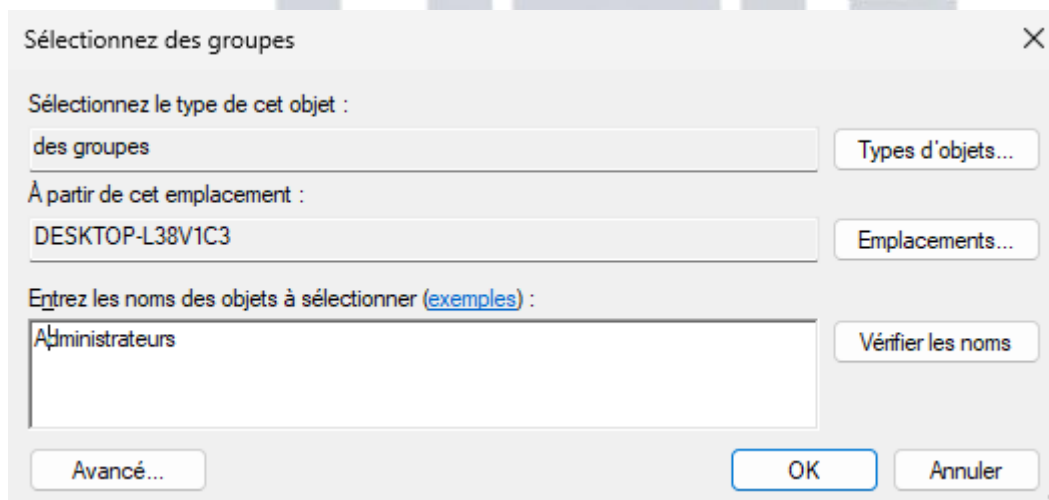 Sélectionnez des groupes
Sélectionnez le type de cet objet :
des groupes
Types d'objets...
À partir de cet emplacement :
DESKTOP-L38V1C3
Emplacements...
Entrez les noms des objets à sélectionner (exemples) :
Administrateurs
Vérifier les noms
Avancé...
OK
Annuler